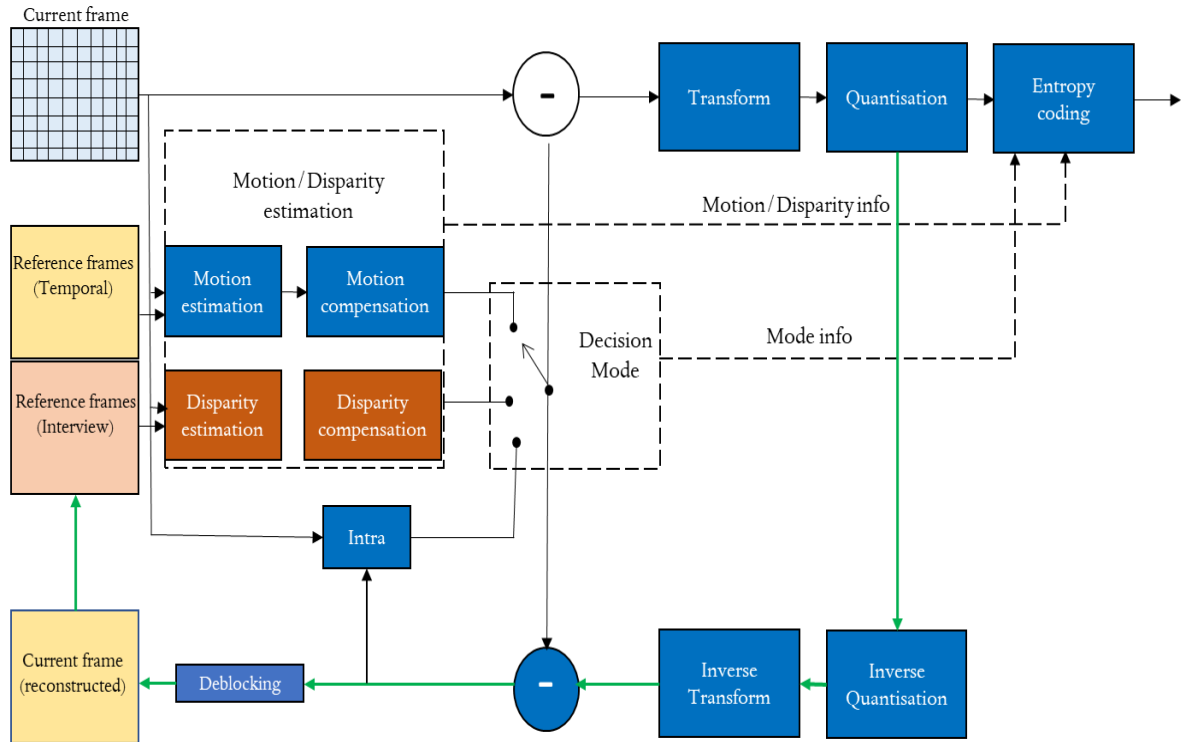 Current frame
-
Transform
Quantisation
Entropy
coding
Motion/Disparity
estimation
Motion/Disparity info
Reference frames
(Temporal)
Motion
estimation
Motion
compensation
Decision
Mode
Mode info
Reference frames
(Interview)
Disparity
estimation
Disparity
compensation
Intra
Current frame
(reconstructed)
Deblocking
-
Inverse
Transform
Inverse
Quantisation